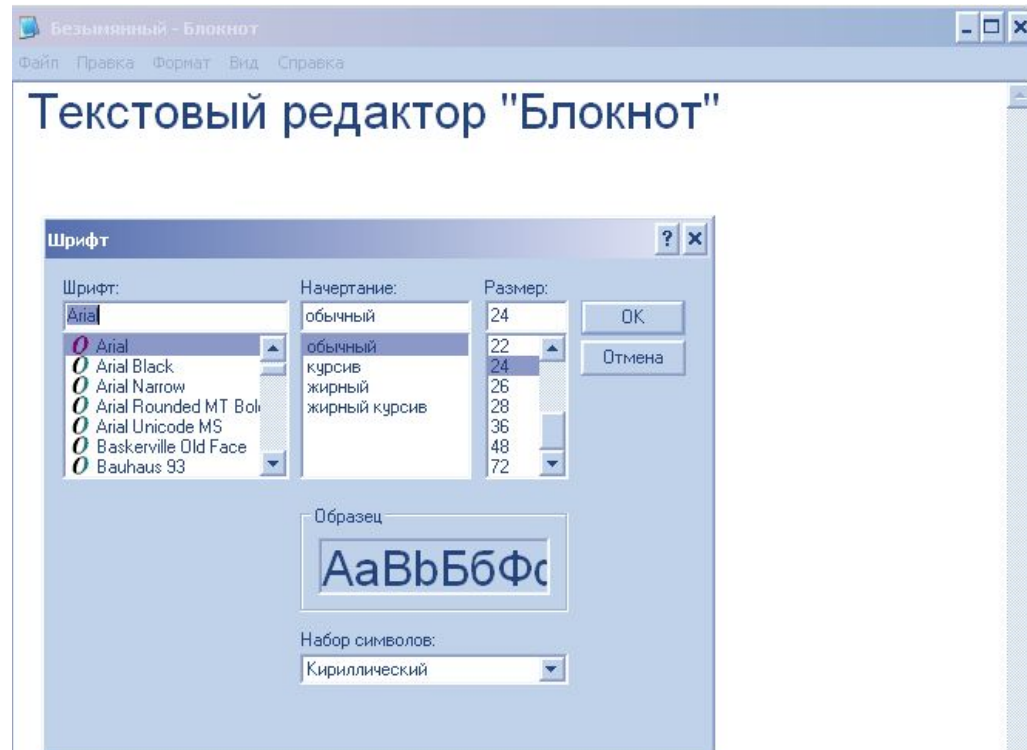 Безымянный - Блокнот
Файл Правка Формат Вид Справка
Текстовый редактор "Блокнот"
Шрифт
Шрифт: Начертание: Размер:
Arial обычный 24 OK
Arial обычный 22 Отмена
Arial Black курсив 24
Arial Narrow жирный 26
Arial Rounded MT Bol жирный курсив 28
Arial Unicode MS 36
Baskerville Old Face 48
Bauhaus 93 72
Образец
AaBbБбФ
Набор символов:
Кириллический